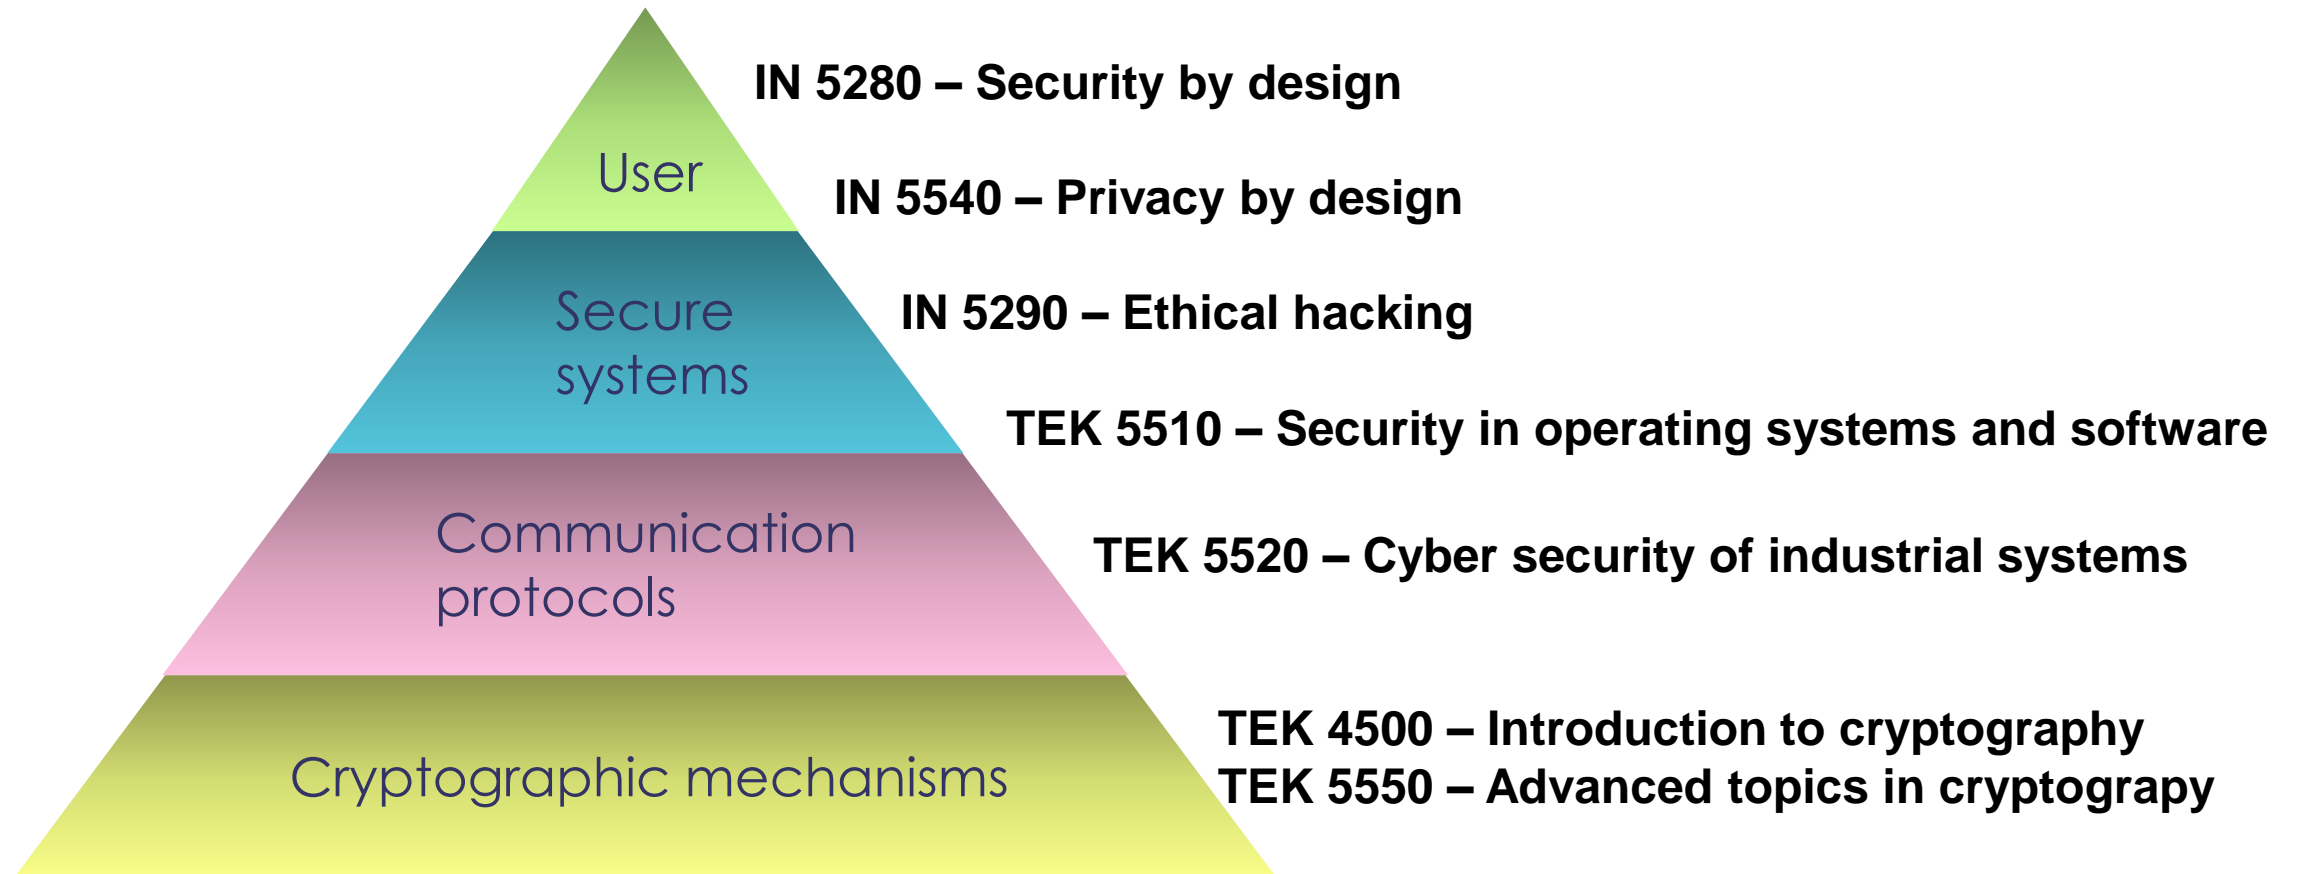 IN 5280 – Security by design
User
IN 5540 – Privacy by design
Secure
systems
IN 5290 – Ethical hacking
TEK 5510 – Security in operating systems and software
Communication
protocols
TEK 5520 – Cyber security of industrial systems
Cryptographic mechanisms
TEK 4500 – Introduction to cryptography
TEK 5550 – Advanced topics in cryptograpy